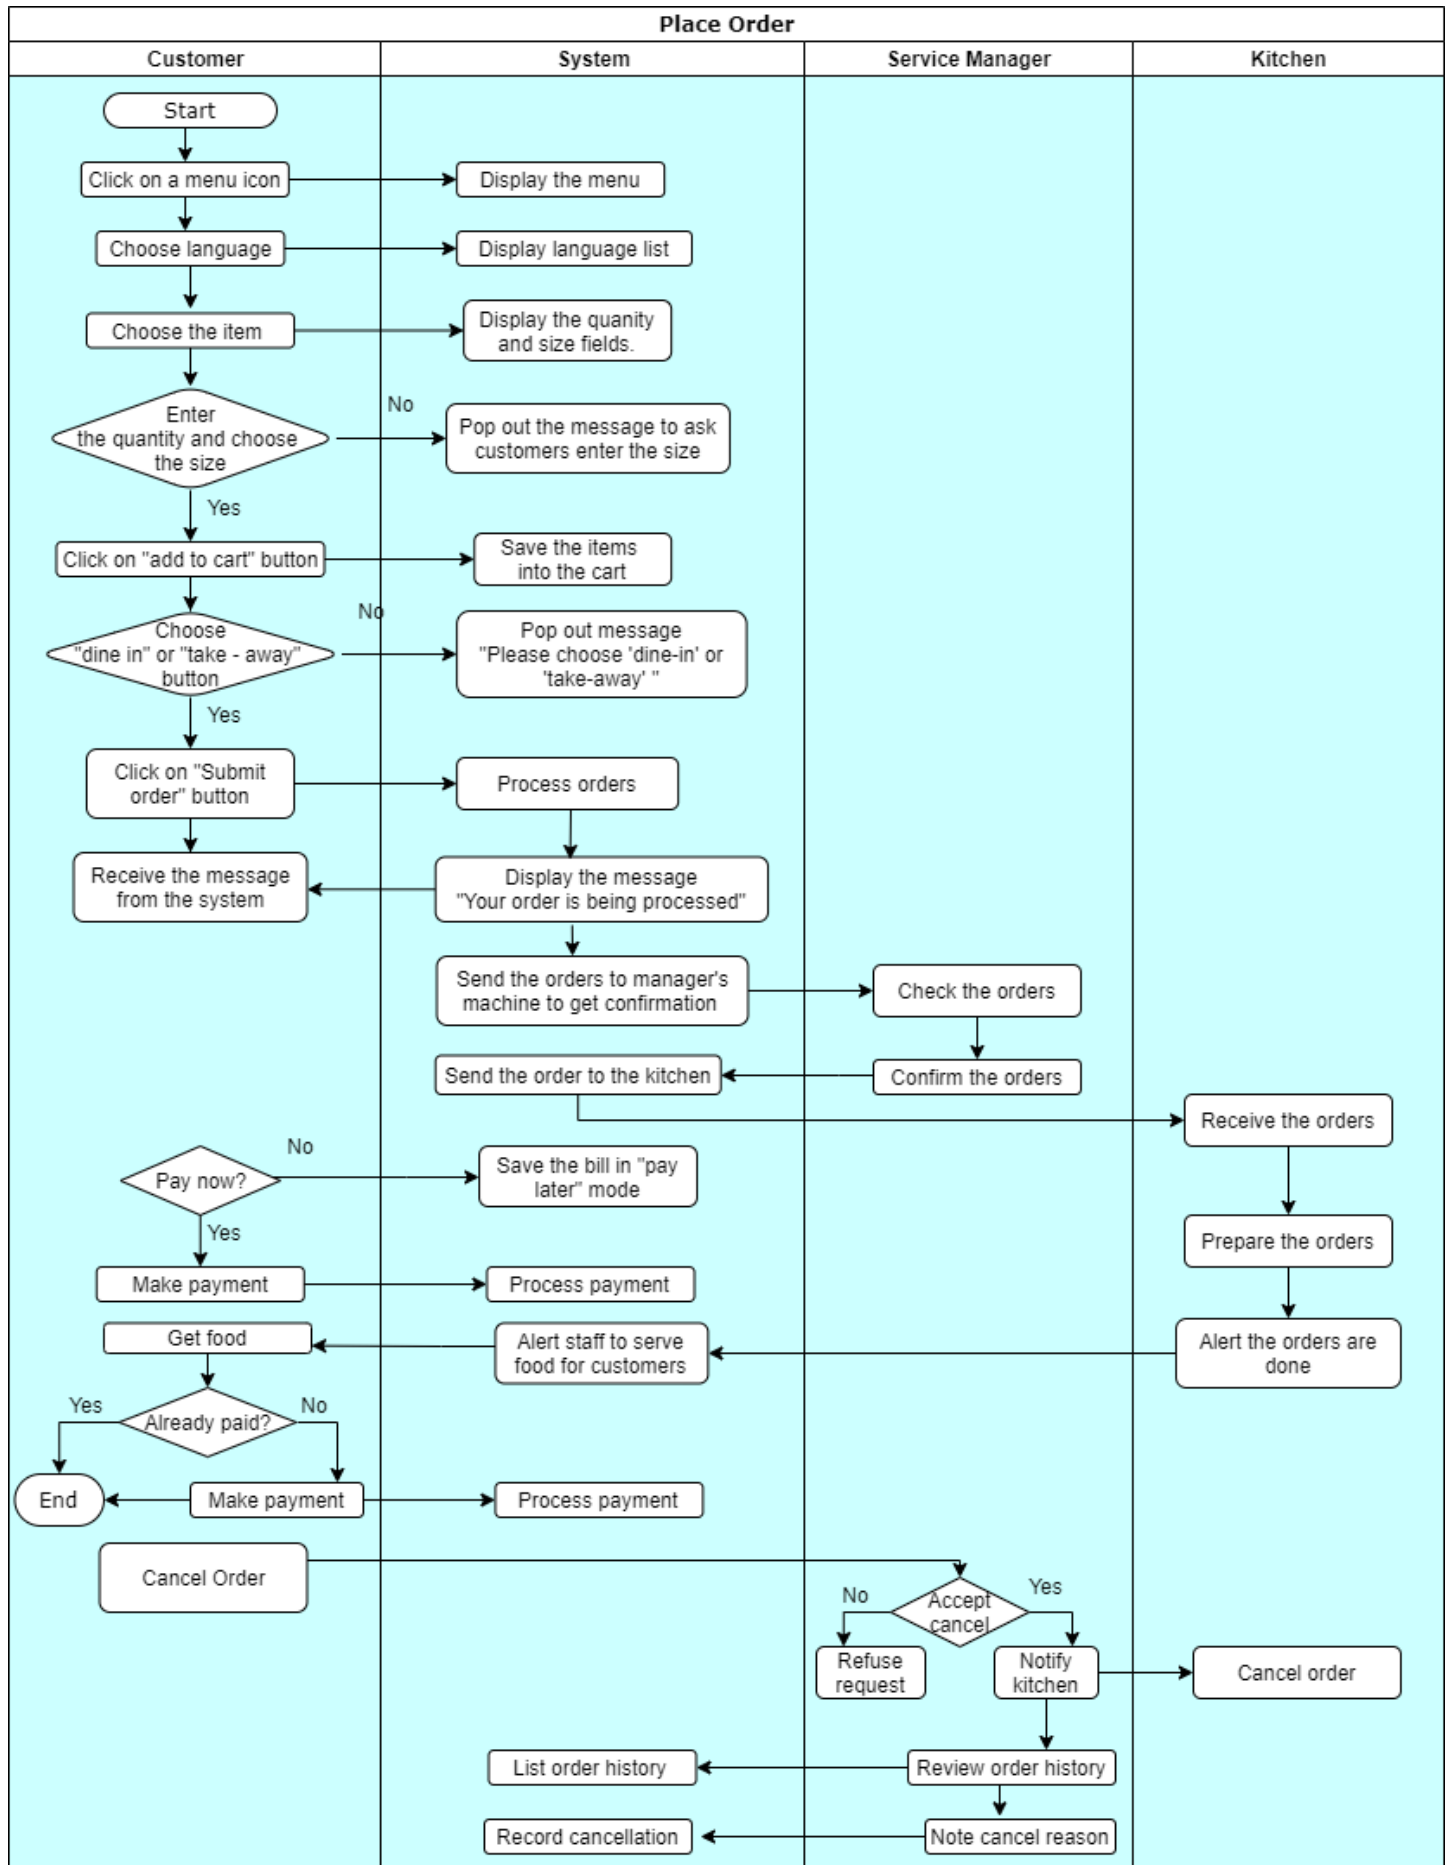 Place Order
Customer
System
Service Manager
Kitchen
Start
Click on a menu icon
Display the menu
Choose language
Display language list
Choose the item
Display the quanity
and size fields.
Enter
the quantity and choose
the size
No
Pop out the message to ask
customers enter the size
Yes
Click on "add to cart" button
Save the items
into the cart
Choose
"dine in" or "take - away"
button
No
Pop out message
"Please choose 'dine-in' or
'take-away' "
Yes
Click on "Submit
order" button
Process orders
Receive the message
from the system
Display the message
"Your order is being processed"
Send the orders to manager's
machine to get confirmation
Check the orders
Send the order to the kitchen
Confirm the orders
Receive the orders
Pay now?
No
Save the bill in "pay
later" mode
Yes
Prepare the orders
Make payment
Process payment
Get food
Alert staff to serve
food for customers
Alert the orders are
done
Yes
Already paid?
No
End
Make payment
Process payment
Cancel Order
No
Accept
cancel
Yes
Refuse
request
Notify
kitchen
Cancel order
List order history
Review order history
Record cancellation
Note cancel reason